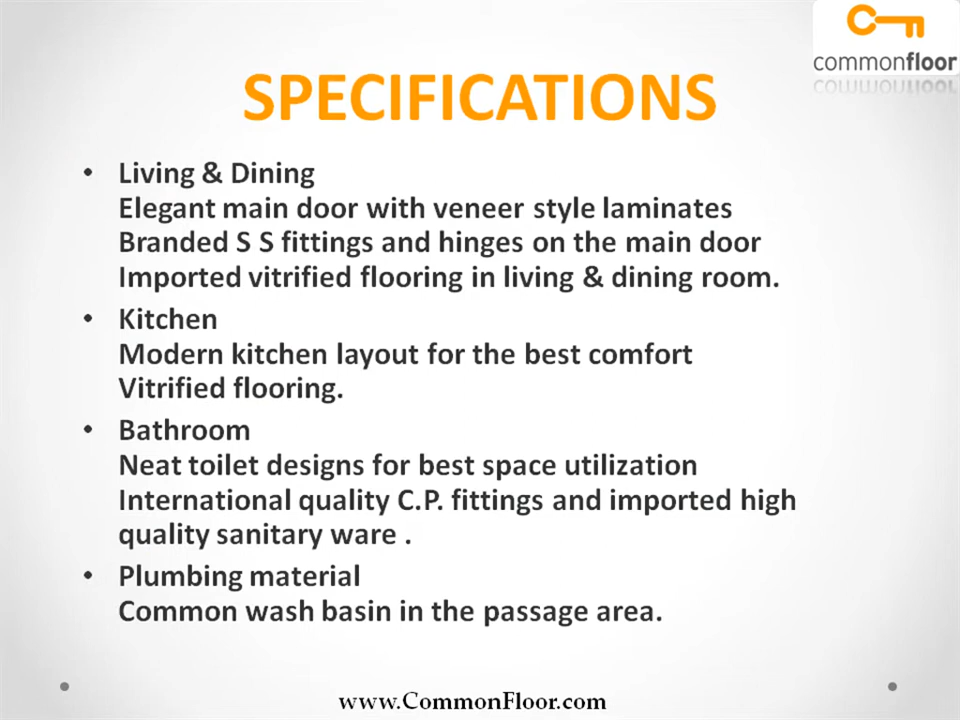 commonfloor
SPECIFICATIONS
• Living & Dining
Elegant main door with veneer style laminates
Branded S S fittings and hinges on the main door
Imported vitrified flooring in living & dining room.
• Kitchen
Modern kitchen layout for the best comfort
Vitrified flooring.
• Bathroom
Neat toilet designs for best space utilization
International quality C.P. fittings and imported high
quality sanitary ware .
• Plumbing material
Common wash basin in the passage area.
www.CommonFloor.com